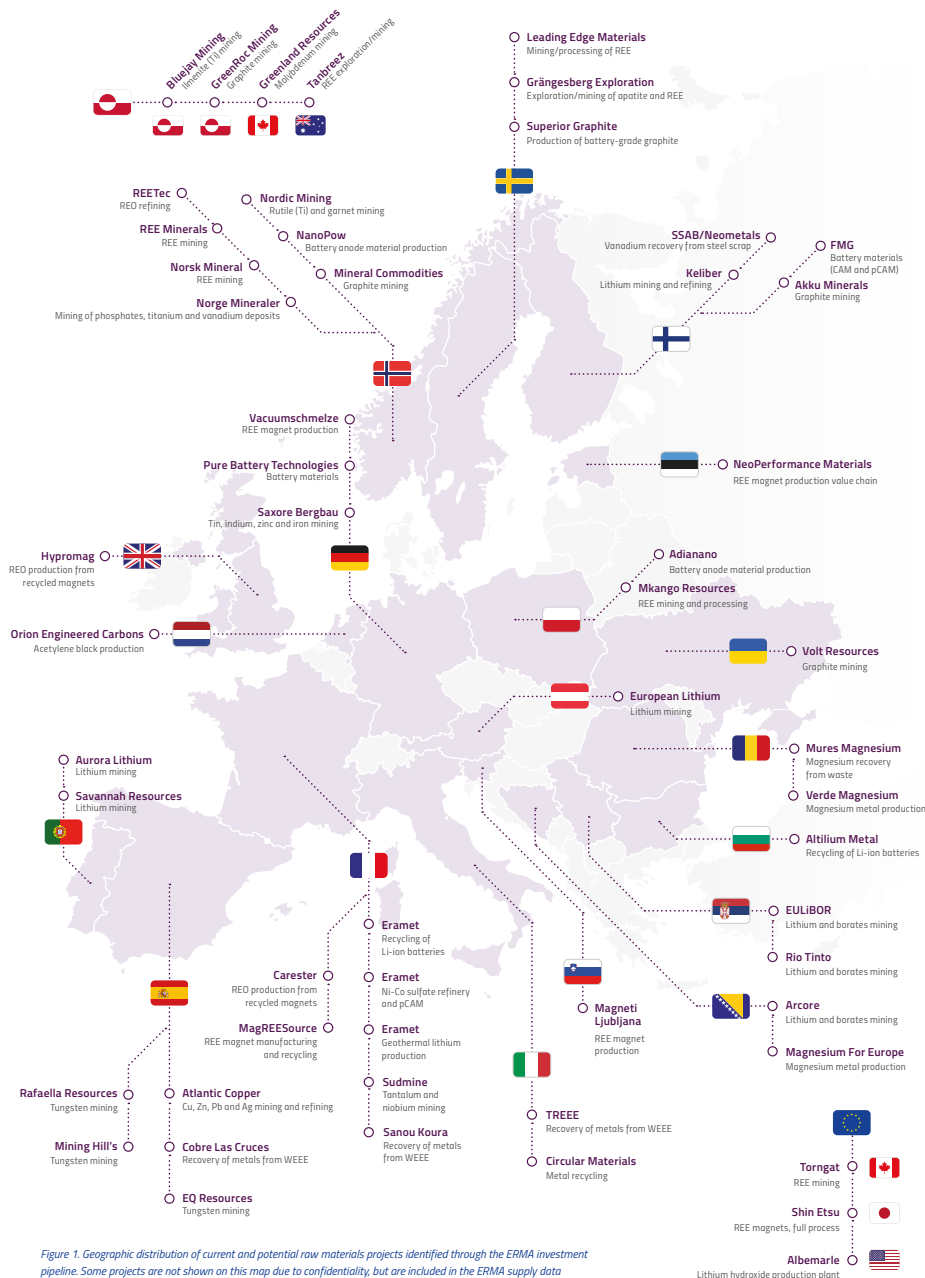 Bluejay Mining
Ilmenite (Ti) mining
GreenRoc Mining
Graphite mining
Greenland Resources
Molybdenum mining
Tanbreez
REE exploration/mining
Leading Edge Materials
Mining/processing of REE
Grängesberg Exploration
Exploration/mining of apatite and REE
Superior Graphite
Production of battery-grade graphite
REETec
REO refining
REE Minerals
REE mining
Norsk Mineral
REE mining
Norge Mineraler
Mining of phosphates, titanium and vanadium deposits
Nordic Mining
Rutile (Ti) and garnet mining
NanoPow
Battery anode material production
Mineral Commodities
Graphite mining
SSAB/Neometals
Vanadium recovery from steel scrap
Keliber
Lithium mining and refining
FMG
Battery materials
(CAM and pCAM)
Akku Minerals
Graphite mining
Vacuumschmelze
REE magnet production
Pure Battery Technologies
Battery materials
Saxore Bergbau
Tin, indium, zinc and iron mining
NeoPerformance Materials
REE magnet production value chain
Hypromag
REO production from
recycled magnets
Adianano
Battery anode material production
Mkango Resources
REE mining and processing
Orion Engineered Carbons
Acetylene black production
Volt Resources
Graphite mining
European Lithium
Lithium mining
Mures Magnesium
Magnesium recovery
from waste
Verde Magnesium
Magnesium metal production
Aurora Lithium
Lithium mining
Savannah Resources
Lithium mining
Altilium Metal
Recycling of Li-ion batteries
EULiBOR
Lithium and borates mining
Rio Tinto
Lithium and borates mining
Eramet
Recycling of
Li-ion batteries
Eramet
Ni-Co sulfate refinery
and pCAM
Eramet
Geothermal lithium
production
Sudmine
Tantalum and
niobium mining
Sanou Koura
Recovery of metals
from WEEE
Carester
REO production from
recycled magnets
MagREESource
REE magnet manufacturing
and recycling
Magneti
Ljubljana
REE magnet
production
Arcore
Lithium and borates mining
Magnesium For Europe
Magnesium metal production
Rafaella Resources
Tungsten mining
Mining Hill's
Tungsten mining
Atlantic Copper
Cu, Zn, Pb and Ag mining and refining
Cobre Las Cruces
Recovery of metals from WEEE
EQ Resources
Tungsten mining
TREEE
Recovery of metals from WEEE
Circular Materials
Metal recycling
Torngat
REE mining
Shin Etsu
REE magnets, full process
Albemarle
Lithium hydroxide production plant
Figure 1. Geographic distribution of current and potential raw materials projects identified through the ERMA investment
pipeline. Some projects are not shown on this map due to confidentiality, but are included in the ERMA supply data